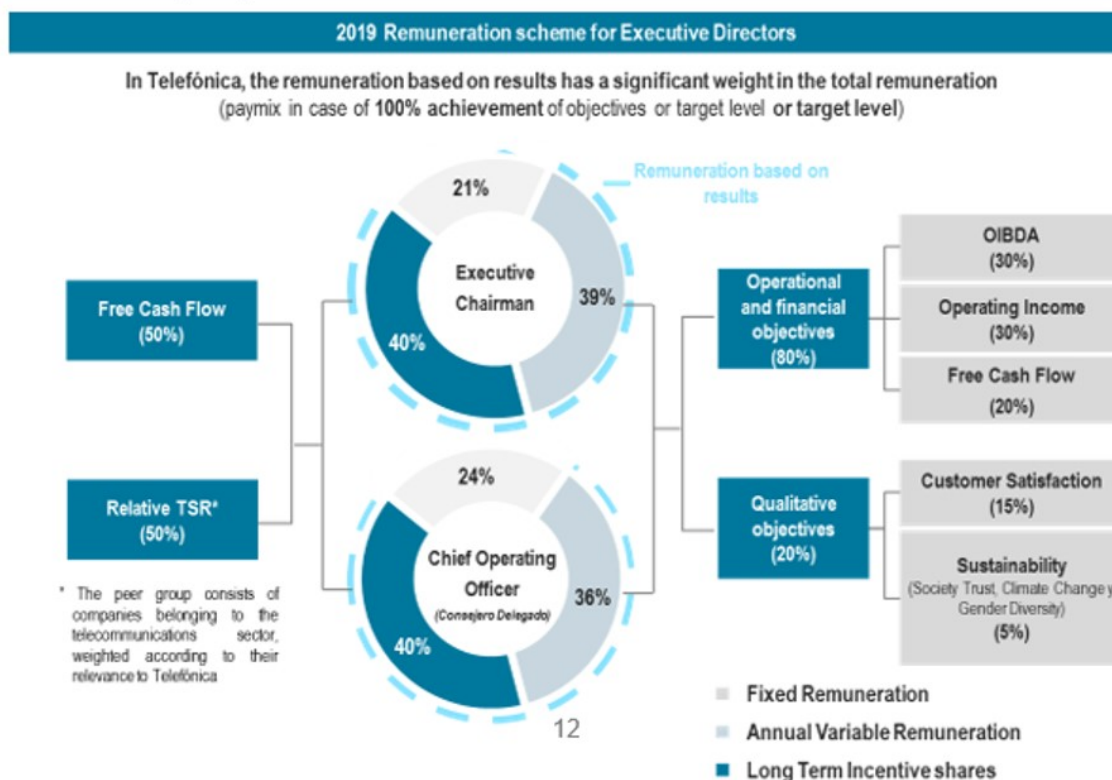 2019 Remuneration scheme for Executive Directors
In Telefónica, the remuneration based on results has a significant weight in the total remuneration
(paymix in case of 100% achievement of objectives or target level or target level)
Remuneration based on
results
21%
39%
40%
Executive
Chairman
Free Cash Flow
(50%)
Relative TSR*
(50%)
* The peer group consists of
companies belonging to the
telecommunications sector,
weighted according to their
relevance to Telefónica
24%
36%
40%
Chief Operating
Officer
(Consejero Delegado)
Operational
and financial
objectives
(80%)
OIBDA
(30%)
Operating Income
(30%)
Free Cash Flow
(20%)
Qualitative
objectives
(20%)
Customer Satisfaction
(15%)
Sustainability
(Society Trust, Climate Change y
Gender Diversity)
(5%)
Fixed Remuneration
Annual Variable Remuneration
Long Term Incentive shares
12